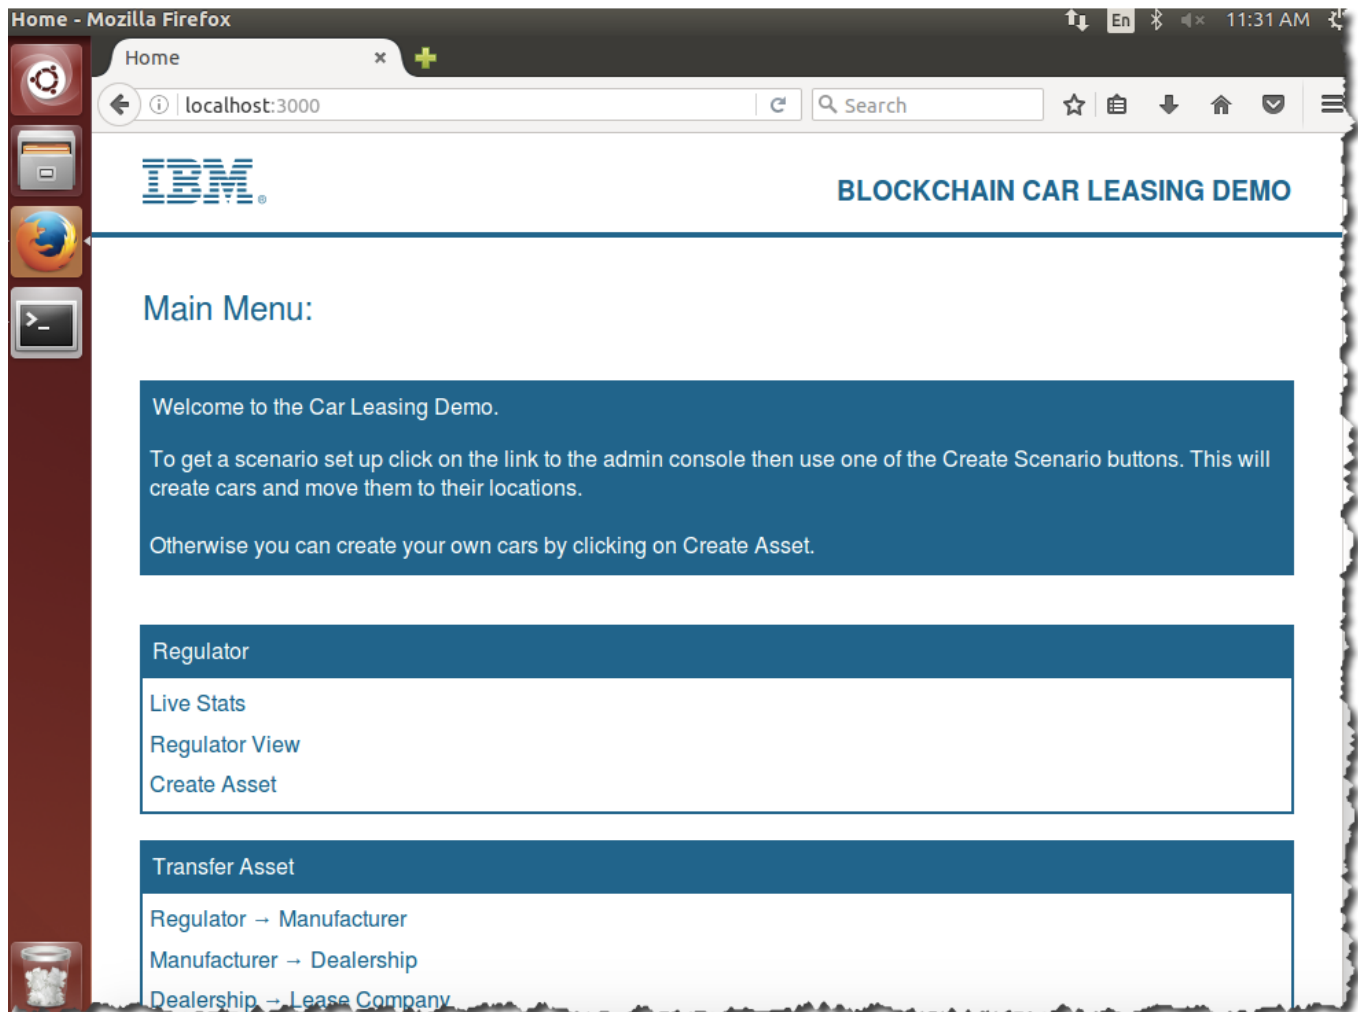 Home - Mozilla Firefox
En
11:31 AM
Home
localhost:3000
Search
IBM®
BLOCKCHAIN CAR LEASING DEMO
Main Menu:
Welcome to the Car Leasing Demo.
To get a scenario set up click on the link to the admin console then use one of the Create Scenario buttons. This will
create cars and move them to their locations.
Otherwise you can create your own cars by clicking on Create Asset.
Regulator
Live Stats
Regulator View
Create Asset
Transfer Asset
Regulator → Manufacturer
Manufacturer → Dealership
Dealership → Lease Company